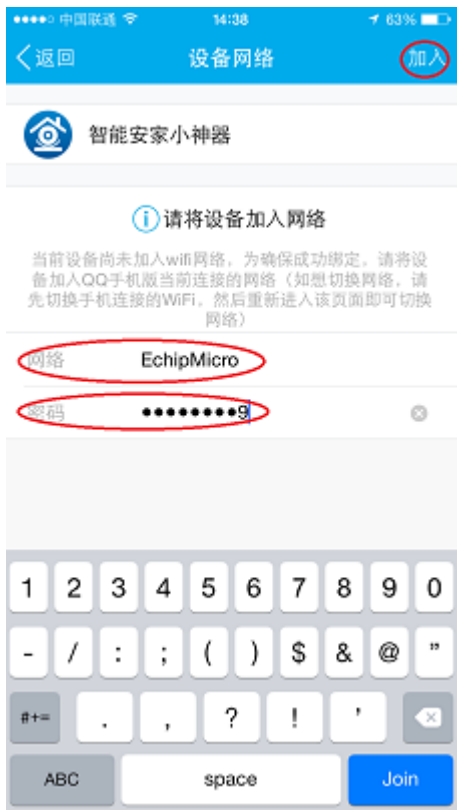 中国联通 14:38 63%
返回 设备网络 加入
智能安家小神器
请将设备加入网络
当前设备尚未加入wifi网络，为确保成功绑定，请将设
备加入QQ手机版当前连接的网络（如想切换网络，请
先切换手机连接的WiFi，然后重新进入该页面即可切换
网络）
网络 EchipMicro
密码 ••••••••9
1 2 3 4 5 6 7 8 9 0
- / : ; ( ) $ & @ "
#+= . , ? ! '
ABC space Join